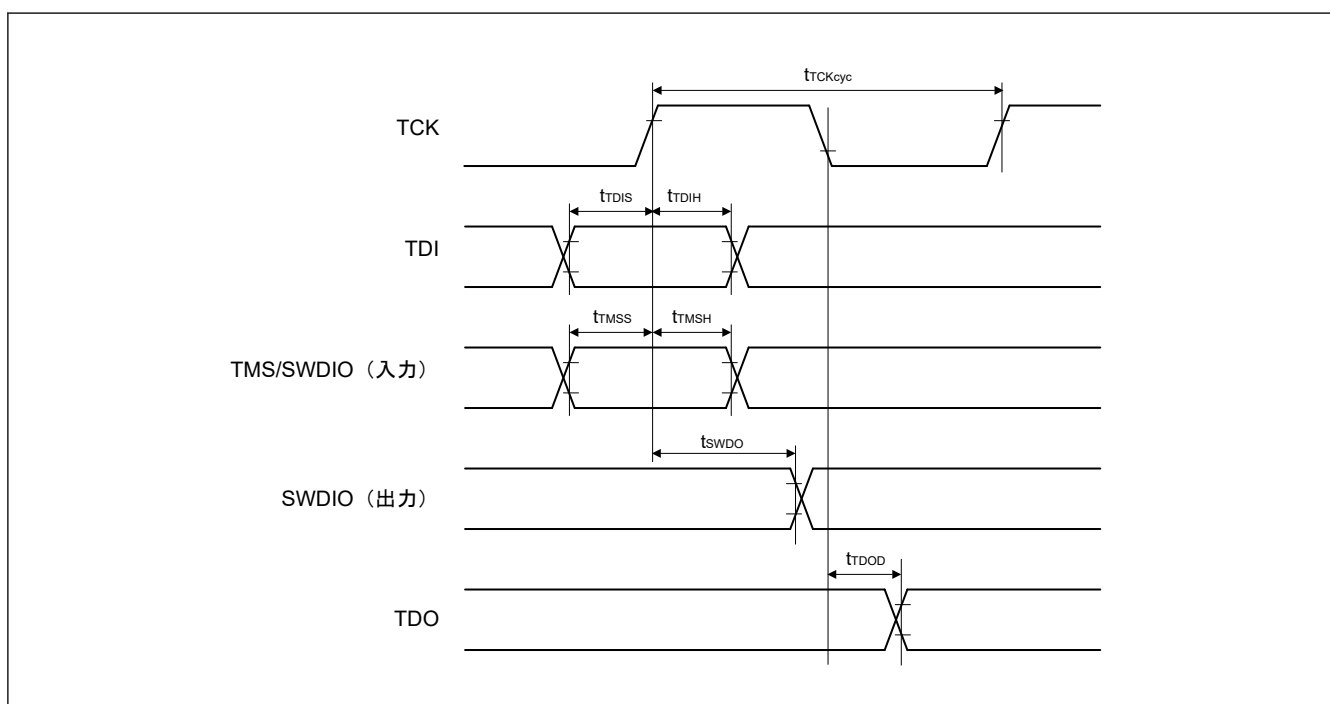 tTCKcyc
TCK
tTDIS tTDIH
TDI
tTMSS tTMSH
TMS/SWDIO（入力）
tSWDO
SWDIO（出力）
tTDOD
TDO